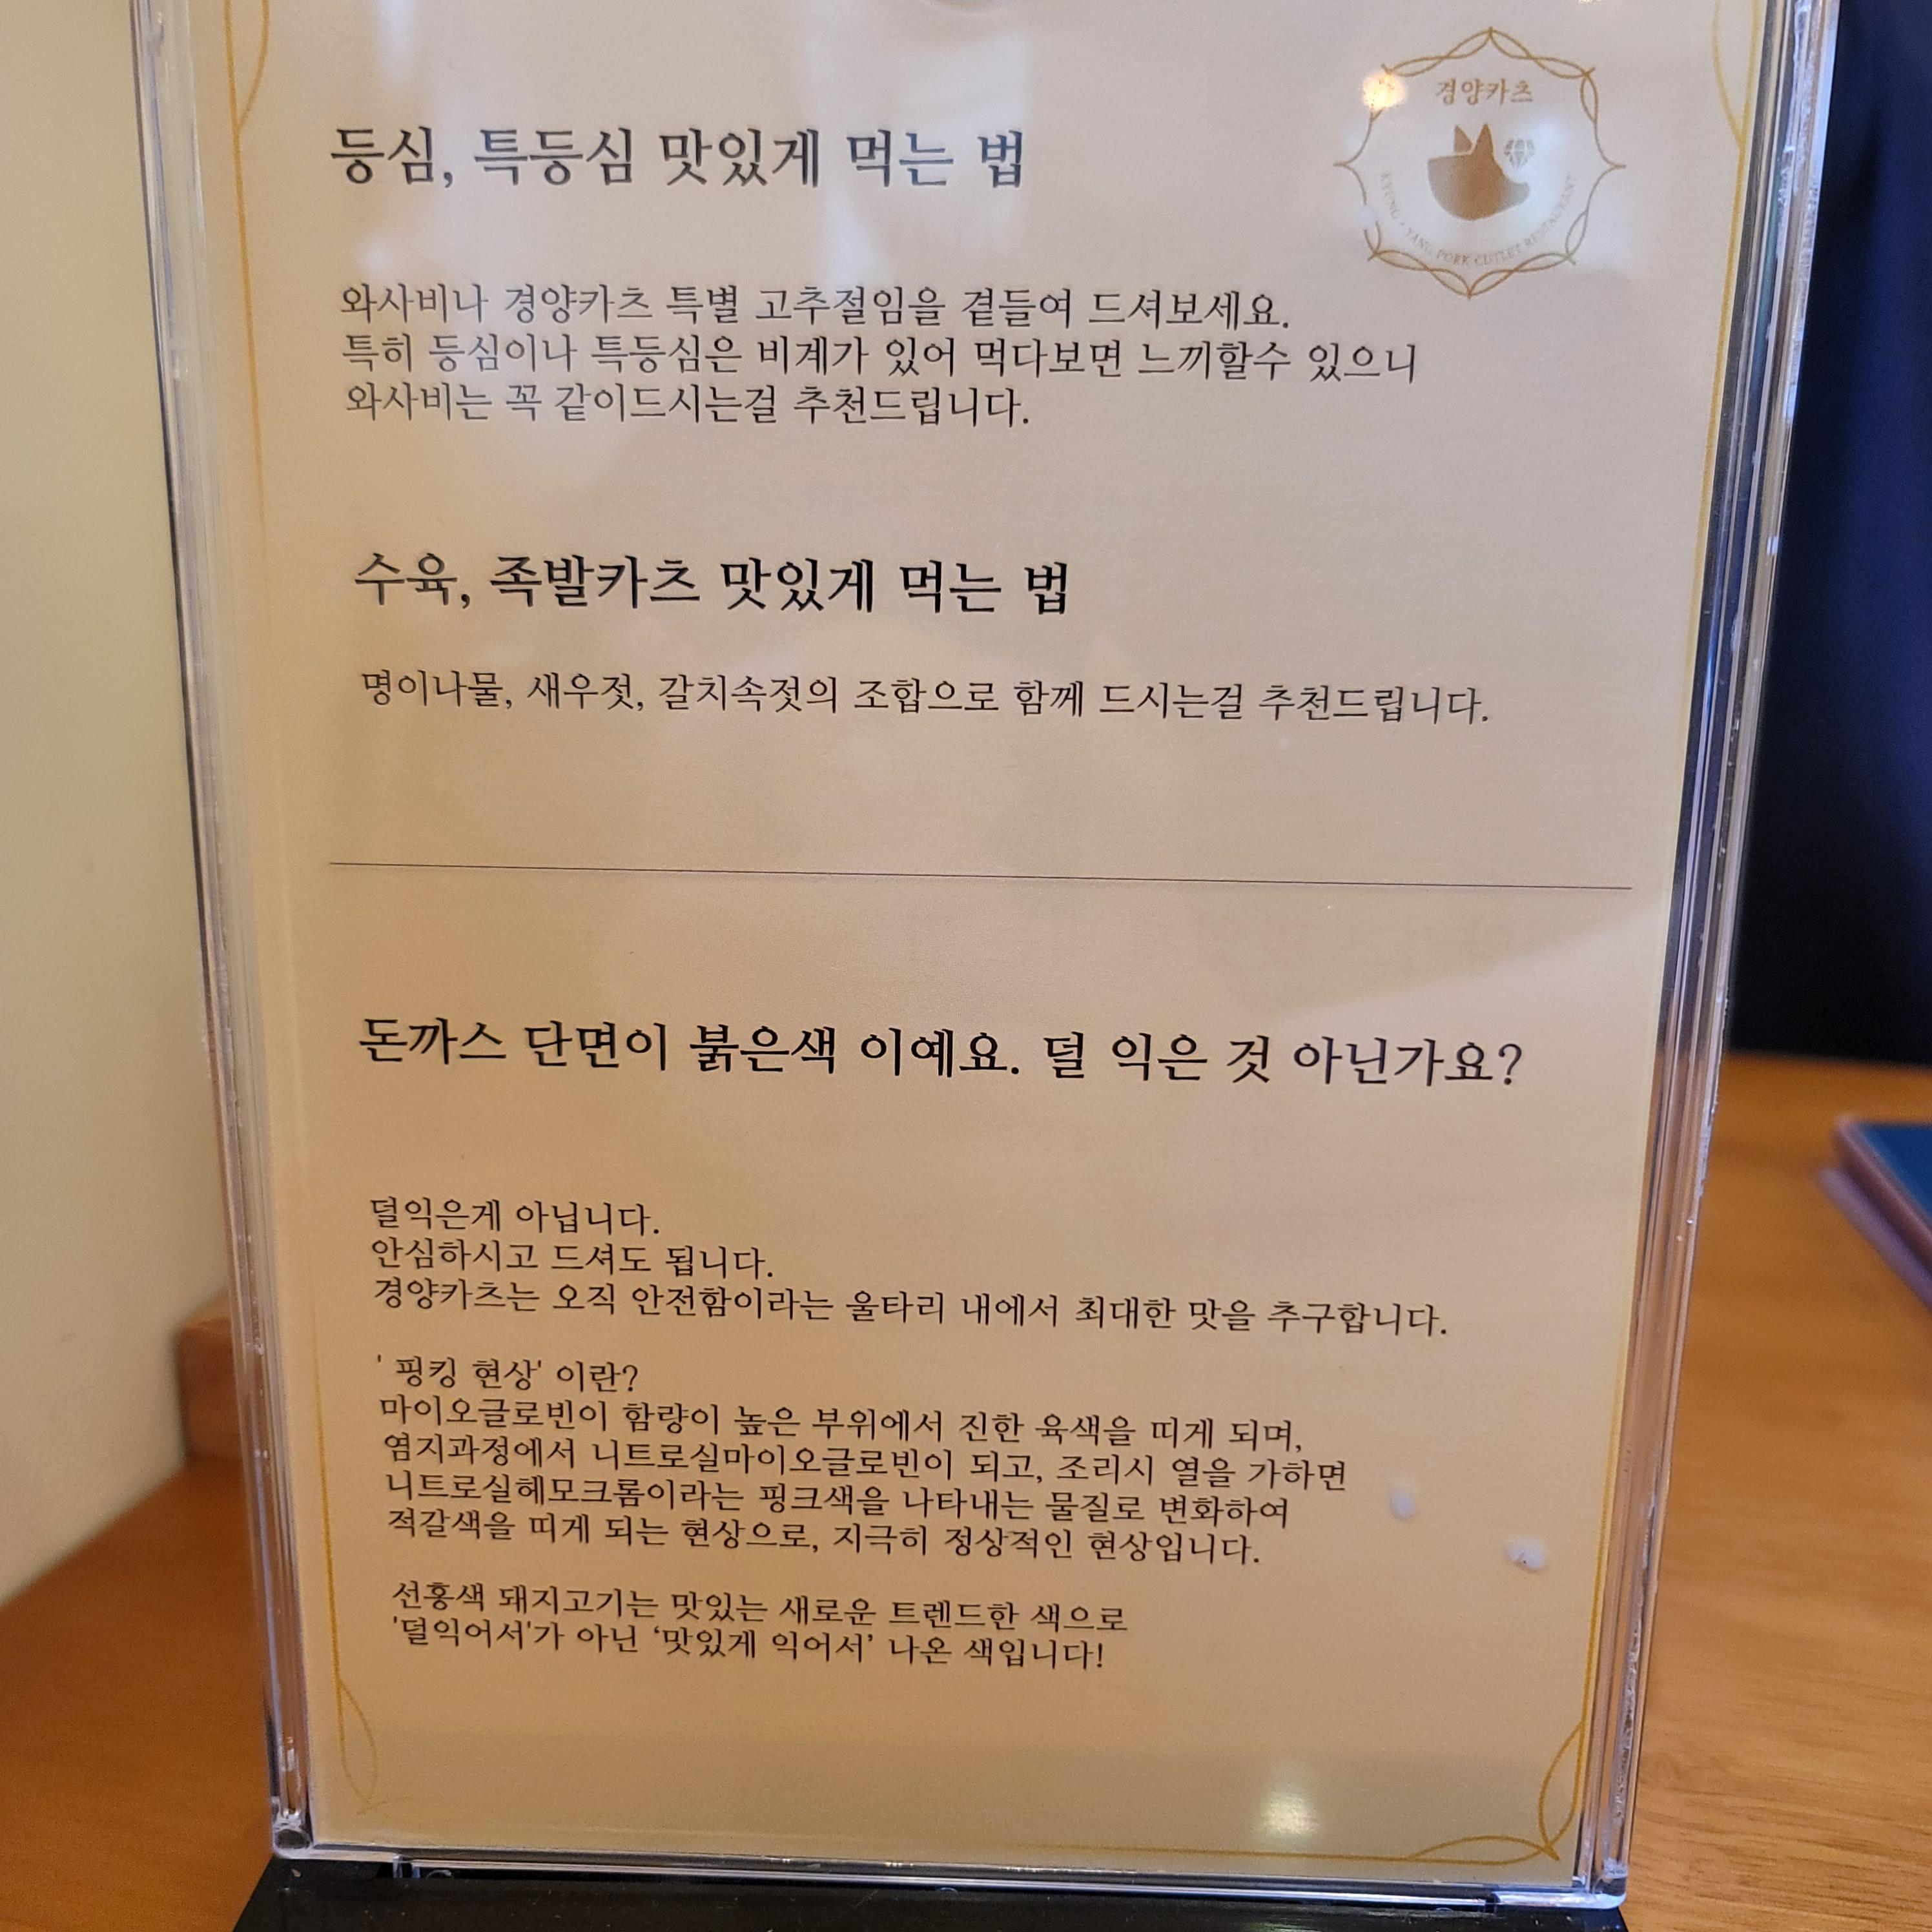 경양카츠
KYUNG - YANG PORK CUTLET RESTAURANT
등심, 특등심 맛있게 먹는 법
와사비나 경양카츠 특별 고추절임을 곁들여 드셔보세요.
특히 등심이나 특등심은 비계가 있어 먹다보면 느끼할수 있으니
와사비는 꼭 같이드시는걸 추천드립니다.
수육, 족발카츠 맛있게 먹는 법
명이나물, 새우젓, 갈치속젓의 조합으로 함께 드시는걸 추천드립니다.
돈까스 단면이 붉은색 이예요. 덜 익은 것 아닌가요?
덜익은게 아닙니다.
안심하시고 드셔도 됩니다.
경양카츠는 오직 안전함이라는 울타리 내에서 최대한 맛을 추구합니다.
' 핑킹 현상' 이란?
마이오글로빈이 함량이 높은 부위에서 진한 육색을 띠게 되며,
염지과정에서 니트로실마이오글로빈이 되고, 조리시 열을 가하면
니트로실헤모크롬이라는 핑크색을 나타내는 물질로 변화하여
적갈색을 띠게 되는 현상으로, 지극히 정상적인 현상입니다.
선홍색 돼지고기는 맛있는 새로운 트렌드한 색으로
'덜익어서'가 아닌 ‘맛있게 익어서’ 나온 색입니다!